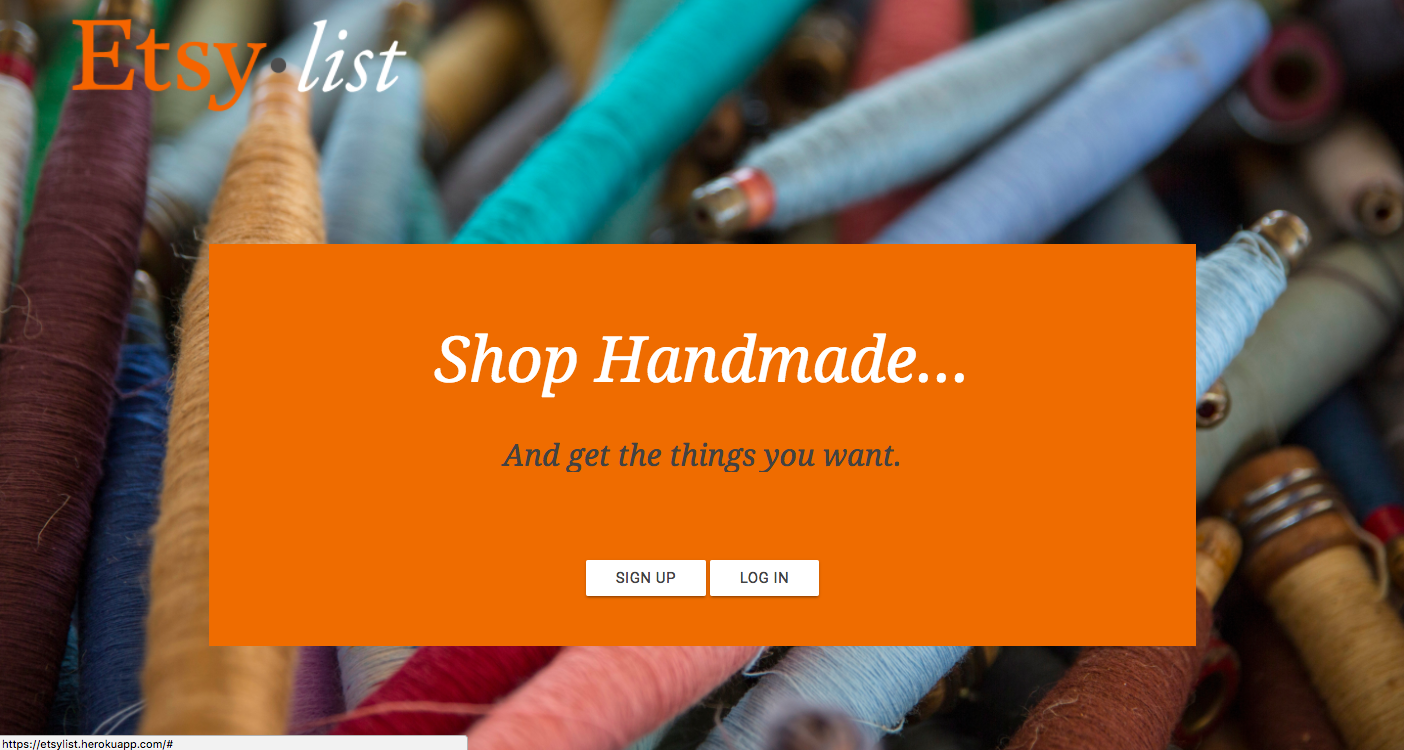 Etsy•list
Shop Handmade...
And get the things you want.
SIGN UP LOG IN
https://etsylist.herokuapp.com/#